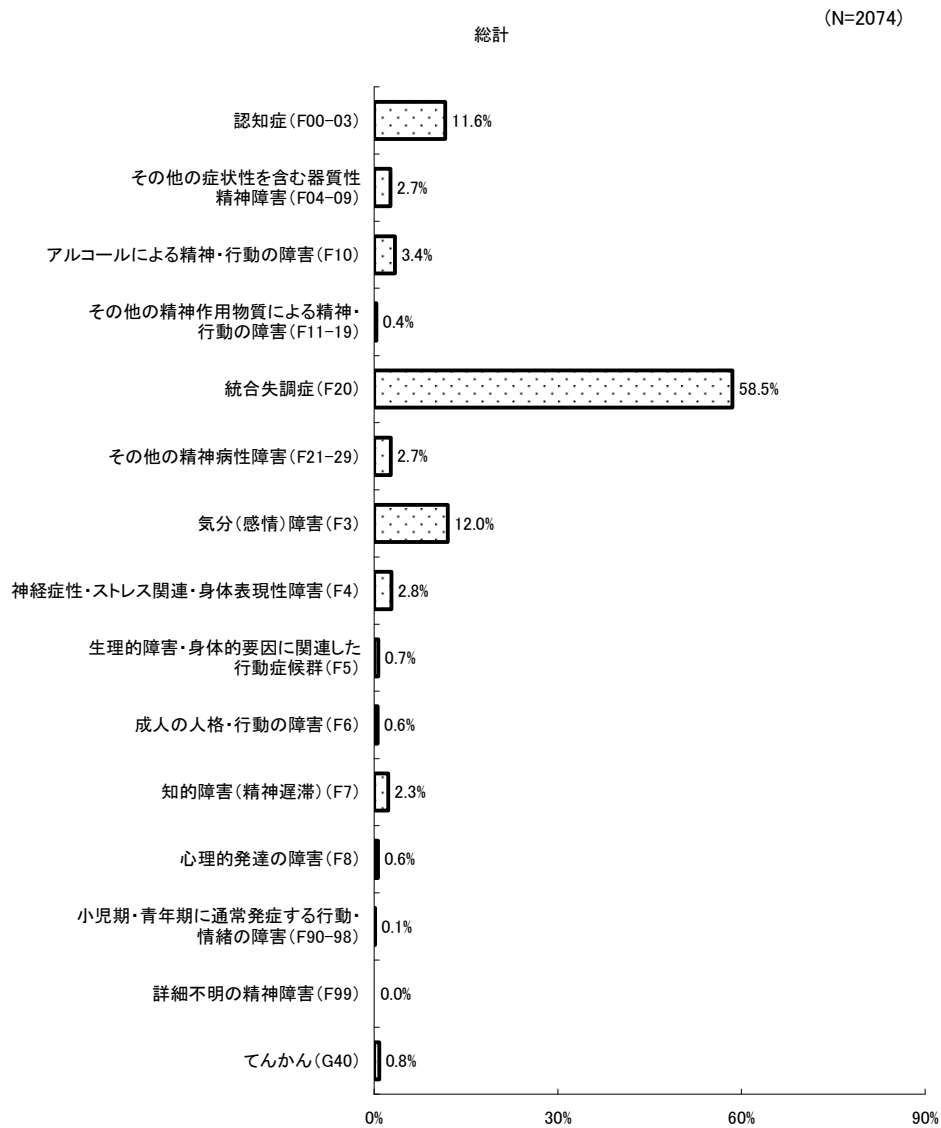 (N=2074)
総計
認知症(F00-03)
11.6%
その他の症状性を含む器質性
精神障害(F04-09)
2.7%
アルコールによる精神・行動の障害(F10)
3.4%
その他の精神作用物質による精神・
行動の障害(F11-19)
0.4%
統合失調症(F20)
58.5%
その他の精神病性障害(F21-29)
2.7%
気分(感情)障害(F3)
12.0%
神経症性・ストレス関連・身体表現性障害(F4)
2.8%
生理的障害・身体的要因に関連した
行動症候群(F5)
0.7%
成人の人格・行動の障害(F6)
0.6%
知的障害(精神遅滞)(F7)
2.3%
心理的発達の障害(F8)
0.6%
小児期・青年期に通常発症する行動・
情緒の障害(F90-98)
0.1%
詳細不明の精神障害(F99)
0.0%
てんかん(G40)
0.8%
0% 30% 60% 90%